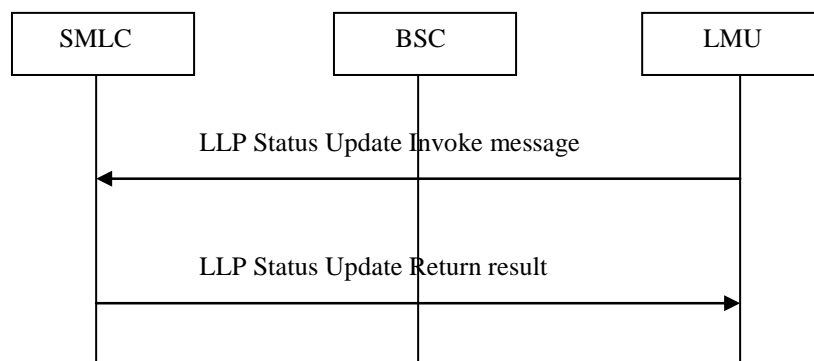 SMLC
BSC
LMU
LLP Status Update Invoke message
LLP Status Update Return result